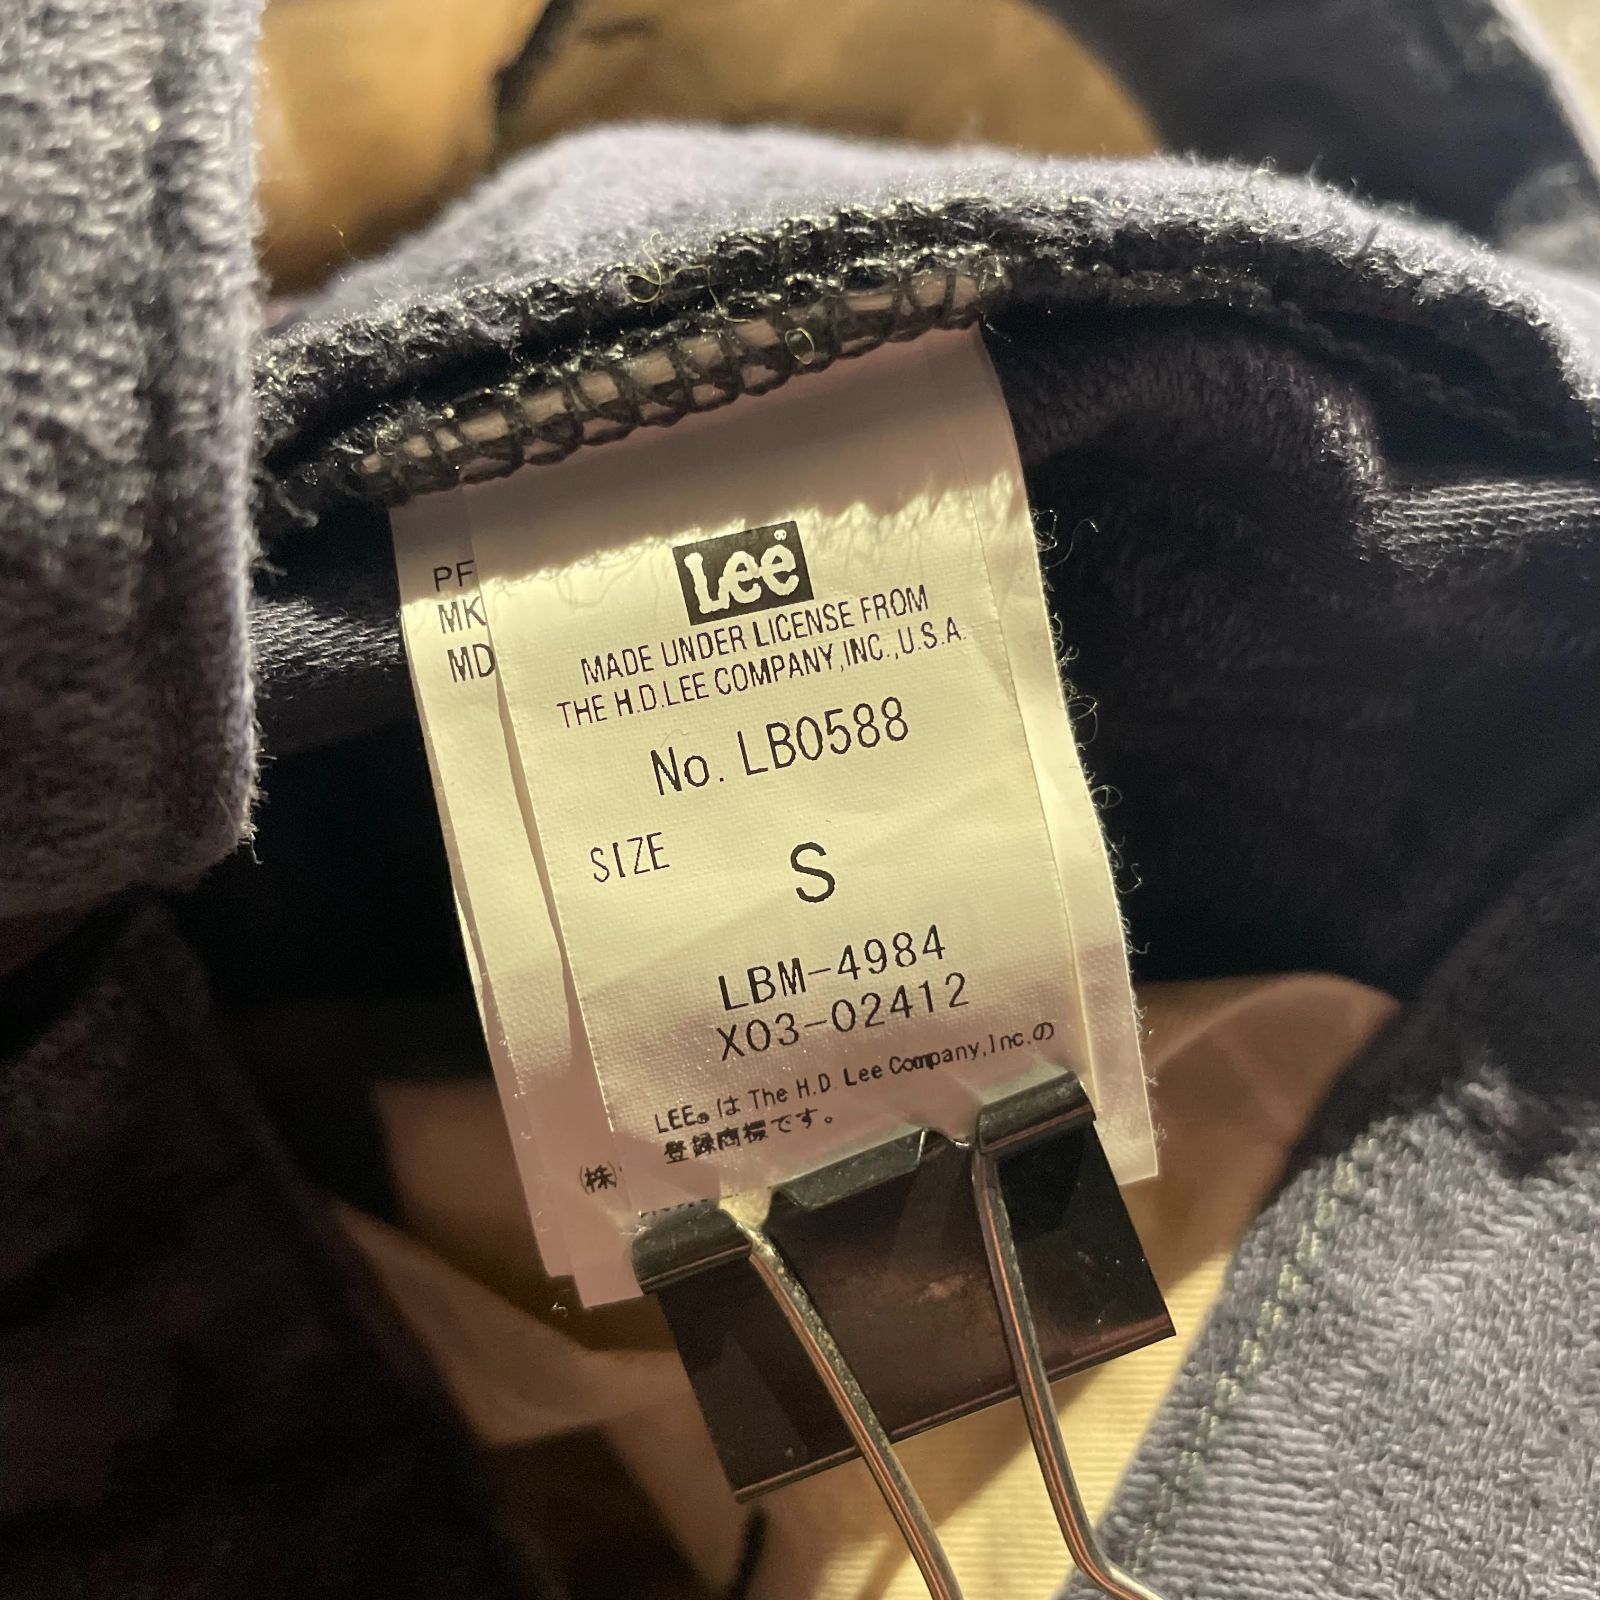 Lee®
MADE UNDER LICENSE FROM
THE H.D.LEE COMPANY,INC.,U.S.A.
No. LB0588
SIZE S
LBM-4984
X03-02412
LEE®は The H.D. Lee Company,Inc.の
登録商標です。
PF
MK
MD
(株)